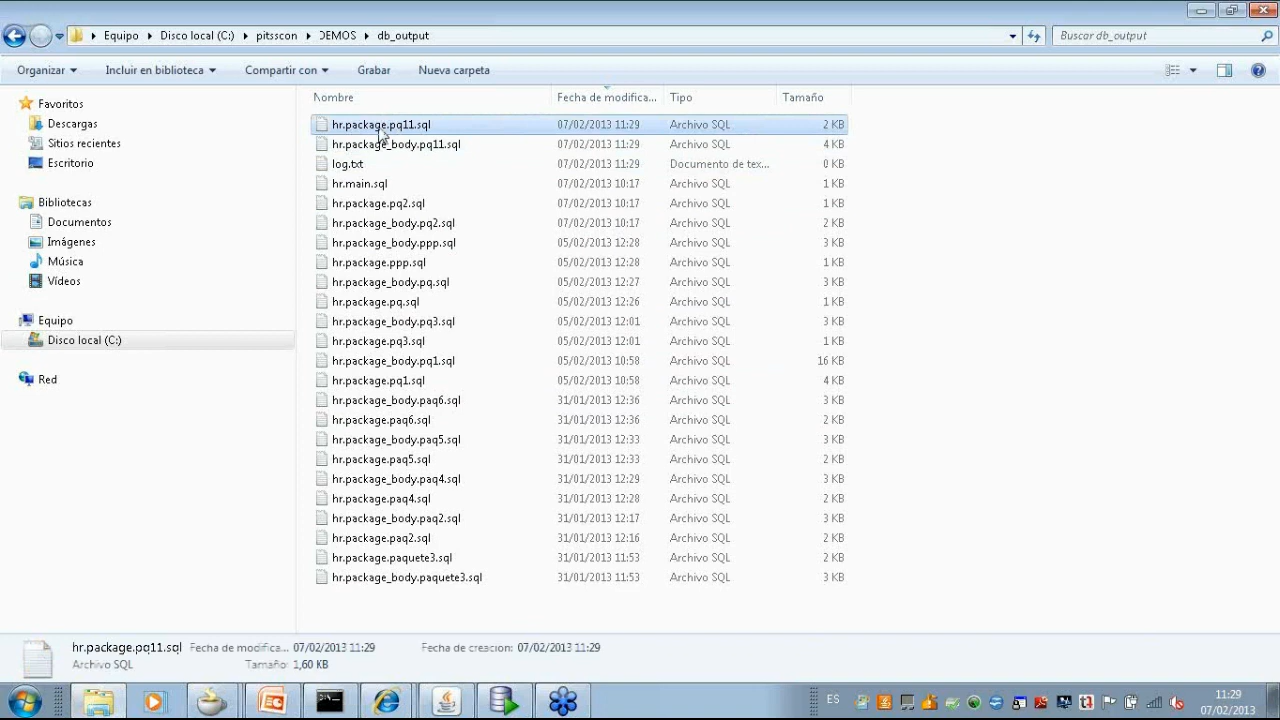 Equipo ▸ Disco local (C:) ▸ pitsscon ▸ DEMOS ▸ db_output
Buscar db_output
Organizar Incluir en biblioteca Compartir con Grabar Nueva carpeta
Favoritos
Descargas
Sitios recientes
Escritorio
Bibliotecas
Documentos
Imágenes
Música
Vídeos
Equipo
Disco local (C:)
Red
Nombre Fecha de modifica... Tipo Tamaño
hr.package.pq11.sql 07/02/2013 11:29 Archivo SQL 2 KB
hr.package_body.pq11.sql 07/02/2013 11:29 Archivo SQL 4 KB
log.txt 07/02/2013 11:29 Documento de tex... 0 KB
hr.main.sql 07/02/2013 10:17 Archivo SQL 1 KB
hr.package.pq2.sql 07/02/2013 10:17 Archivo SQL 1 KB
hr.package_body.pq2.sql 07/02/2013 10:17 Archivo SQL 2 KB
hr.package_body.ppp.sql 05/02/2013 12:28 Archivo SQL 3 KB
hr.package.ppp.sql 05/02/2013 12:28 Archivo SQL 1 KB
hr.package_body.pq.sql 05/02/2013 12:27 Archivo SQL 3 KB
hr.package.pq.sql 05/02/2013 12:26 Archivo SQL 1 KB
hr.package_body.pq3.sql 05/02/2013 12:01 Archivo SQL 3 KB
hr.package.pq3.sql 05/02/2013 12:01 Archivo SQL 1 KB
hr.package_body.pq1.sql 05/02/2013 10:58 Archivo SQL 16 KB
hr.package.pq1.sql 05/02/2013 10:58 Archivo SQL 4 KB
hr.package_body.paq6.sql 31/01/2013 12:36 Archivo SQL 3 KB
hr.package.paq6.sql 31/01/2013 12:36 Archivo SQL 2 KB
hr.package_body.paq5.sql 31/01/2013 12:33 Archivo SQL 3 KB
hr.package.paq5.sql 31/01/2013 12:33 Archivo SQL 2 KB
hr.package_body.paq4.sql 31/01/2013 12:29 Archivo SQL 3 KB
hr.package.paq4.sql 31/01/2013 12:28 Archivo SQL 2 KB
hr.package_body.paq2.sql 31/01/2013 12:17 Archivo SQL 3 KB
hr.package.paq2.sql 31/01/2013 12:16 Archivo SQL 2 KB
hr.package.paquete3.sql 31/01/2013 11:53 Archivo SQL 2 KB
hr.package_body.paquete3.sql 31/01/2013 11:53 Archivo SQL 3 KB
hr.package.pq11.sql Fecha de modifica... 07/02/2013 11:29 Fecha de creación: 07/02/2013 11:29
Archivo SQL Tamaño: 1,60 KB
ES
11:29
07/02/2013